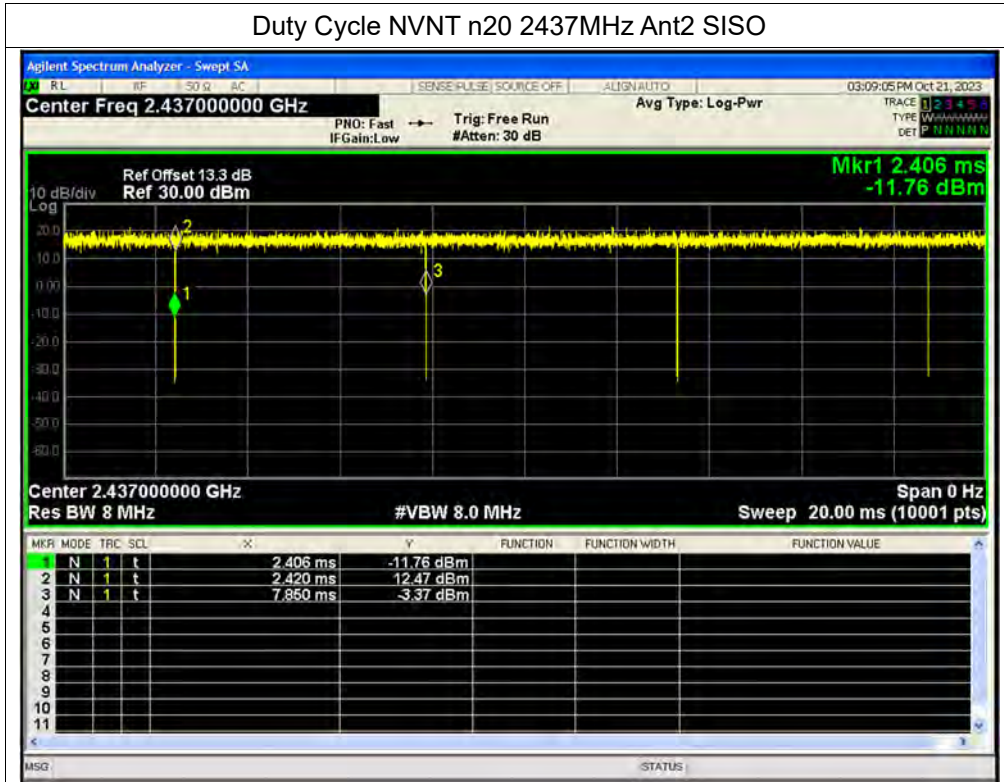 Duty Cycle NVNT n20 2437MHz Ant2 SISO
Agilent Spectrum Analyzer - Swept SA
LXI RL RF 50 Ω AC SENSE:PULSE SOURCE OFF ALIGN AUTO 03:09:05 PM Oct 21, 2023
Center Freq 2.437000000 GHz Avg Type: Log-Pwr TRACE 1 2 3 4 5 6
PNO: Fast Trig: Free Run TYPE W
IFGain:Low #Atten: 30 dB DET P N N N N N
Mkr1 2.406 ms
Ref Offset 13.3 dB
10 dB/div Ref 30.00 dBm -11.76 dBm
Log
20.0
10.0
0.00
-10.0
-20.0
-30.0
-40.0
-50.0
-60.0
2
3
1
Center 2.437000000 GHz Span 0 Hz
Res BW 8 MHz #VBW 8.0 MHz Sweep 20.00 ms (10001 pts)
MKR MODE TRC SCL X Y FUNCTION FUNCTION WIDTH FUNCTION VALUE
1 N 1 t 2.406 ms -11.76 dBm
2 N 1 t 2.420 ms 12.47 dBm
3 N 1 t 7.850 ms -3.37 dBm
4
5
6
7
8
9
10
11
MSG STATUS